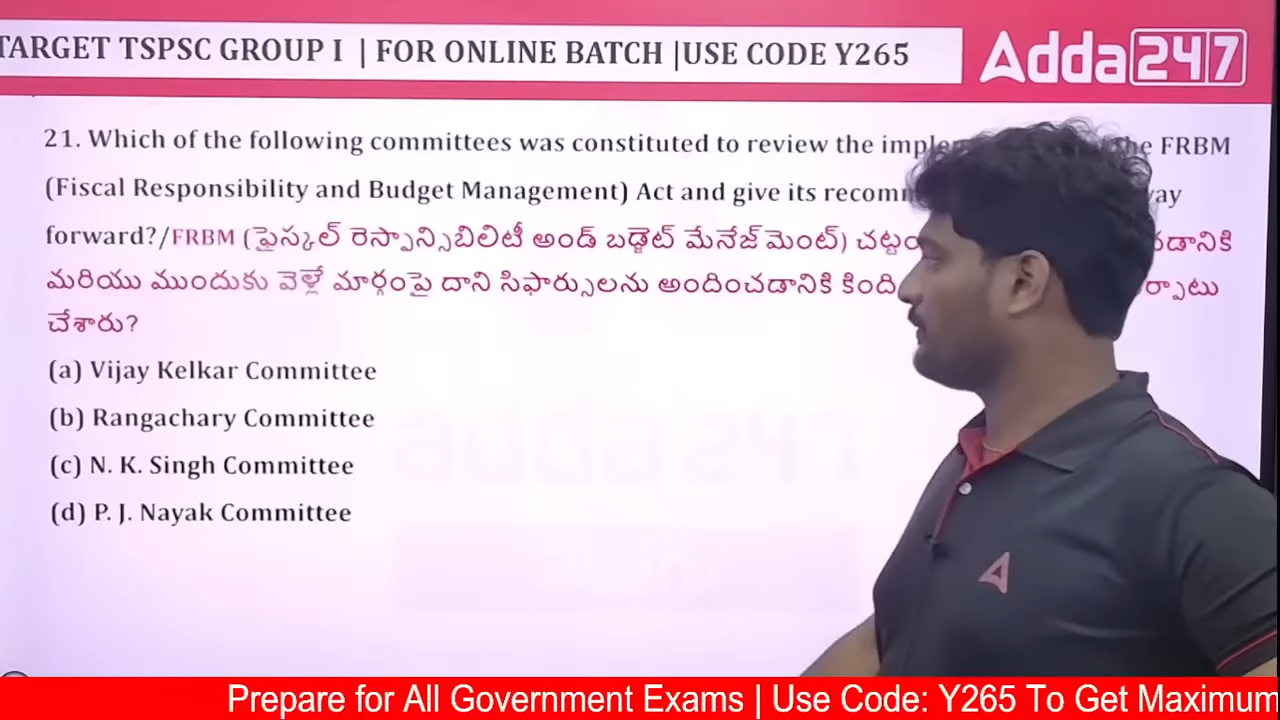 TARGET TSPSC GROUP I | FOR ONLINE BATCH |USE CODE Y265
Adda247
21. Which of the following committees was constituted to review the he FRBM
(Fiscal Responsibility and Budget Management) Act and give its
forward?/FRBM (ఫైస్కల్ రెస్పాన్సిబిలిటీ అండ్ బడ్జెట్ మేనేజ్‌మెంట్)
మరియు ముందుకు వెళ్లే మార్గంపై దాని సిఫార్సులను అందించడానికి
చేశారు?
(a) Vijay Kelkar Committee
(b) Rangachary Committee
(c) N. K. Singh Committee
(d) P. J. Nayak Committee
adda247
Prepare for All Government Exams | Use Code: Y265 To Get Maximum